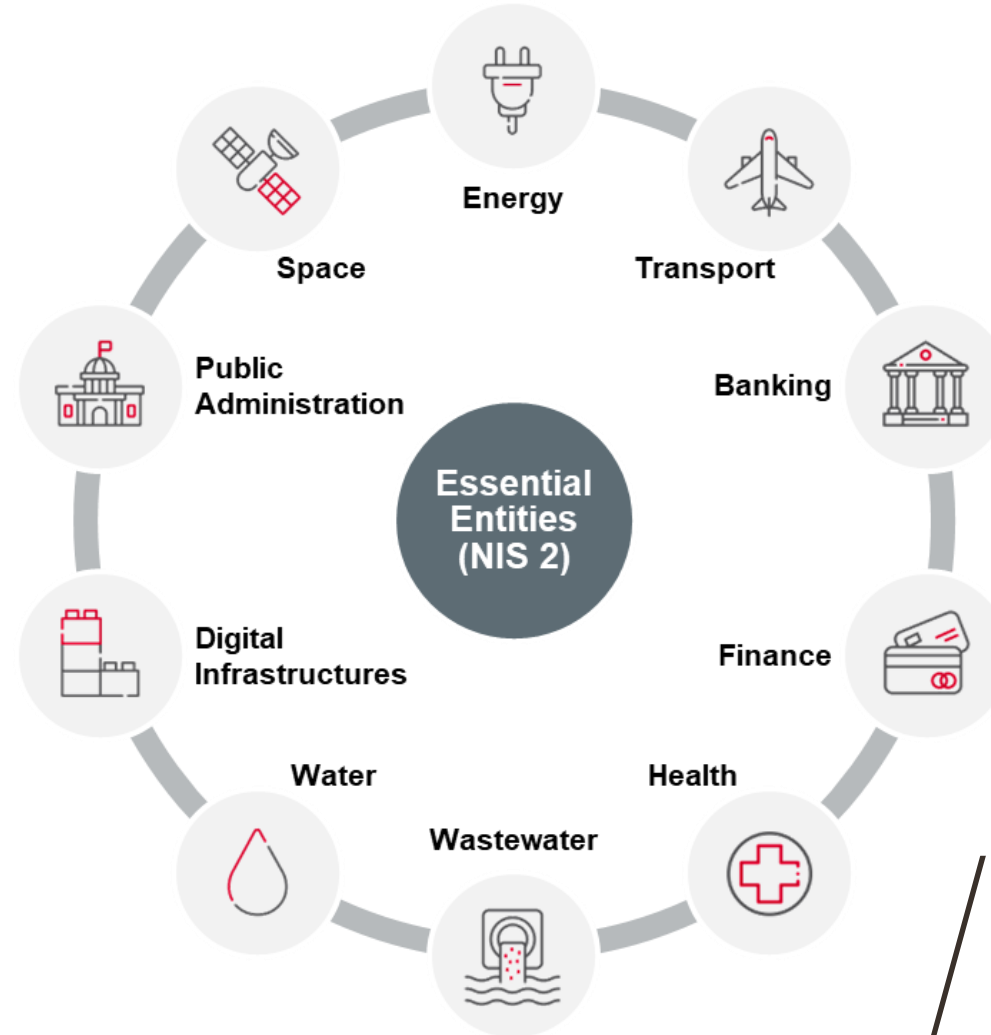 Energy
Space
Transport
Public
Administration
Banking
Essential
Entities
(NIS 2)
Digital
Infrastructures
Finance
Water
Health
Wastewater